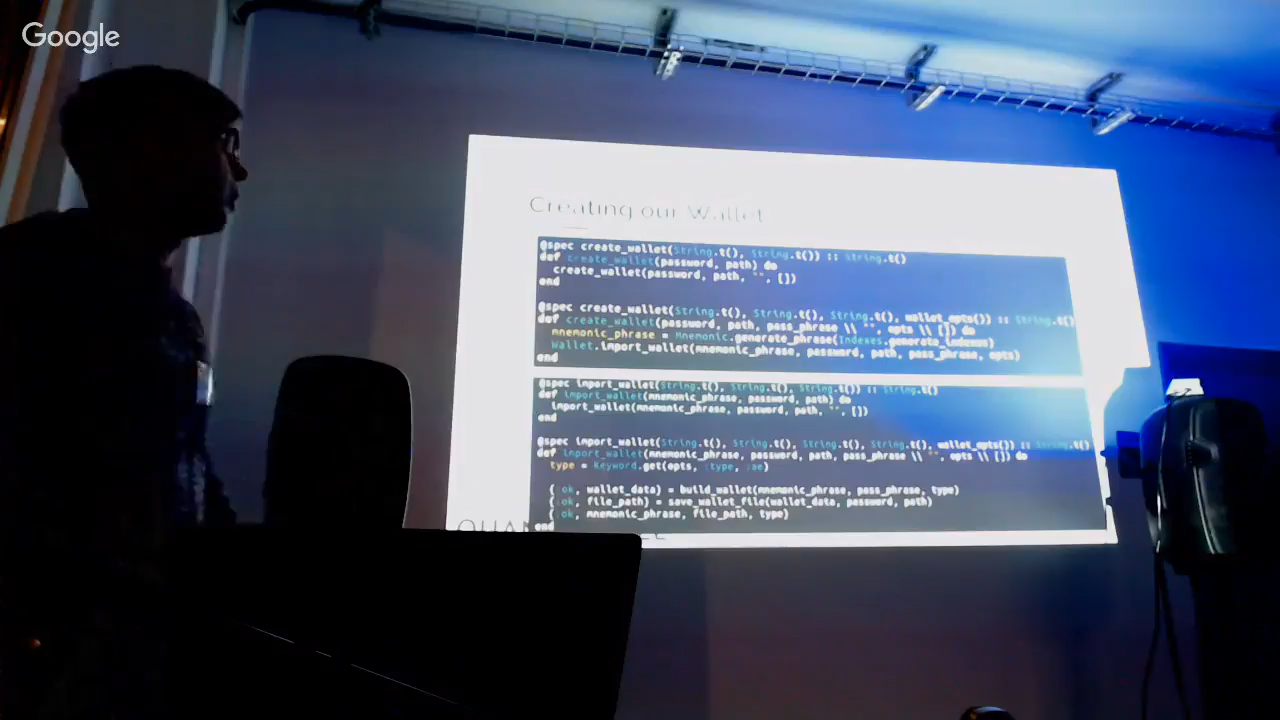 Google
Creating our Wallet
@spec create_wallet(String.t(), String.t()) :: String.t()
def create_wallet(password, path) do
create_wallet(password, path, "", [])
end
@spec create_wallet(String.t(), String.t(), String.t(), wallet_opts()) :: String.t()
def create_wallet(password, path, pass_phrase \\ "", opts \\ []) do
mnemonic_phrase = Mnemonic.generate_phrase(Indexes.generate_indexes)
Wallet.import_wallet(mnemonic_phrase, password, path, pass_phrase, opts)
end
@spec import_wallet(String.t(), String.t(), String.t()) :: String.t()
def import_wallet(mnemonic_phrase, password, path) do
import_wallet(mnemonic_phrase, password, path, "", [])
end
@spec import_wallet(String.t(), String.t(), String.t(), String.t(), wallet_opts()) :: String.t()
def import_wallet(mnemonic_phrase, password, path, pass_phrase \\ "", opts \\ []) do
type = Keyword.get(opts, :type, :ae)
{:ok, wallet_data} = build_wallet(mnemonic_phrase, pass_phrase, type)
{:ok, file_path} = save_wallet_file(wallet_data, password, path)
{:ok, mnemonic_phrase, file_path, type}
end